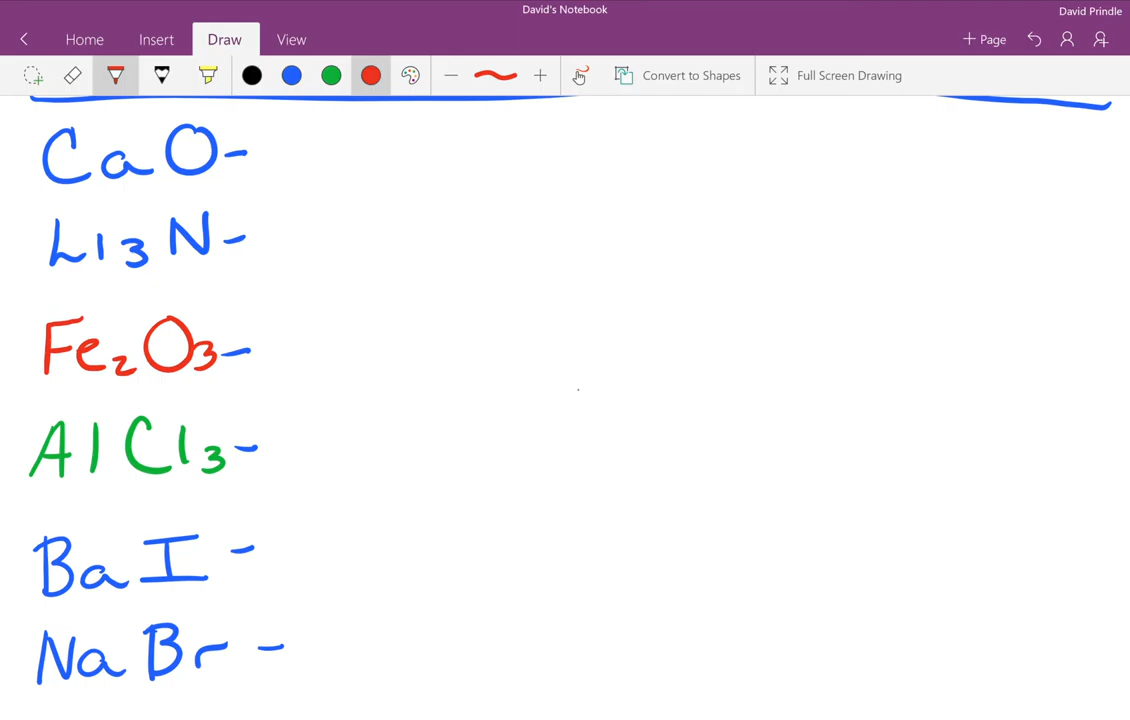 David's Notebook
David Prindle
Home Insert Draw View + Page
Convert to Shapes Full Screen Drawing
CaO-
Li3N-
Fe2O3-
AlCl3-
BaI-
NaBr-